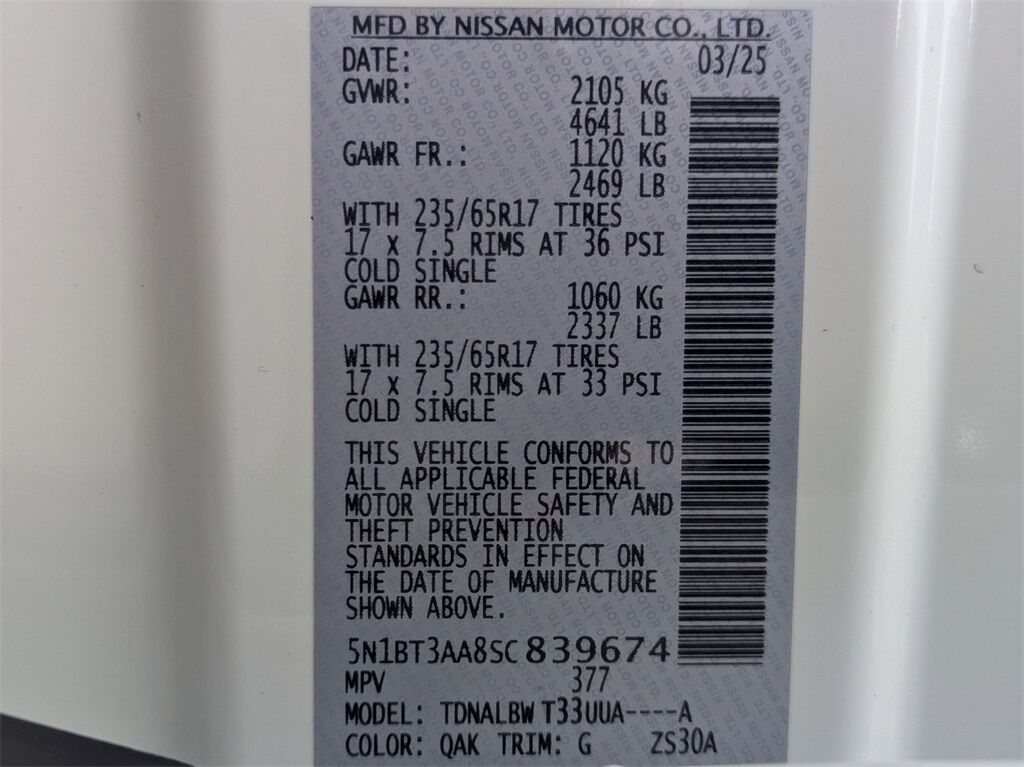 MFD BY NISSAN MOTOR CO., LTD.
DATE: 03/25
GVWR: 2105 KG
4641 LB
GAWR FR.: 1120 KG
2469 LB
WITH 235/65R17 TIRES
17 x 7.5 RIMS AT 36 PSI
COLD SINGLE
GAWR RR.: 1060 KG
2337 LB
WITH 235/65R17 TIRES
17 x 7.5 RIMS AT 33 PSI
COLD SINGLE
THIS VEHICLE CONFORMS TO
ALL APPLICABLE FEDERAL
MOTOR VEHICLE SAFETY AND
THEFT PREVENTION
STANDARDS IN EFFECT ON
THE DATE OF MANUFACTURE
SHOWN ABOVE.
5N1BT3AA8SC839674
MPV 377
MODEL: TDNALBW T33UUA----A
COLOR: QAK TRIM: G ZS30A